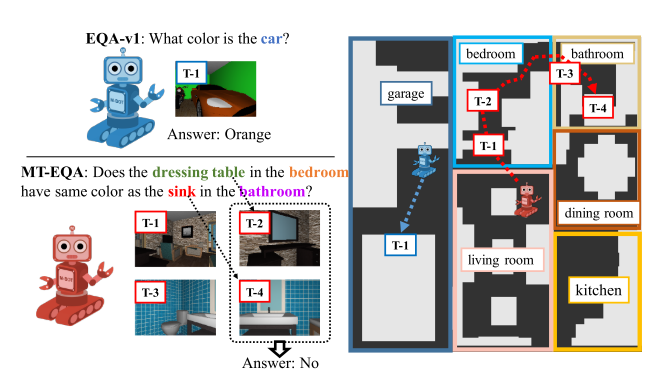 EQA-v1: What color is the car?
T-1
Answer: Orange
MT-EQA: Does the dressing table in the bedroom
have same color as the sink in the bathroom?
T-1
T-2
T-3
T-4
Answer: No
garage
bedroom
bathroom
T-3
T-2
T-4
T-1
T-1
living room
dining room
kitchen